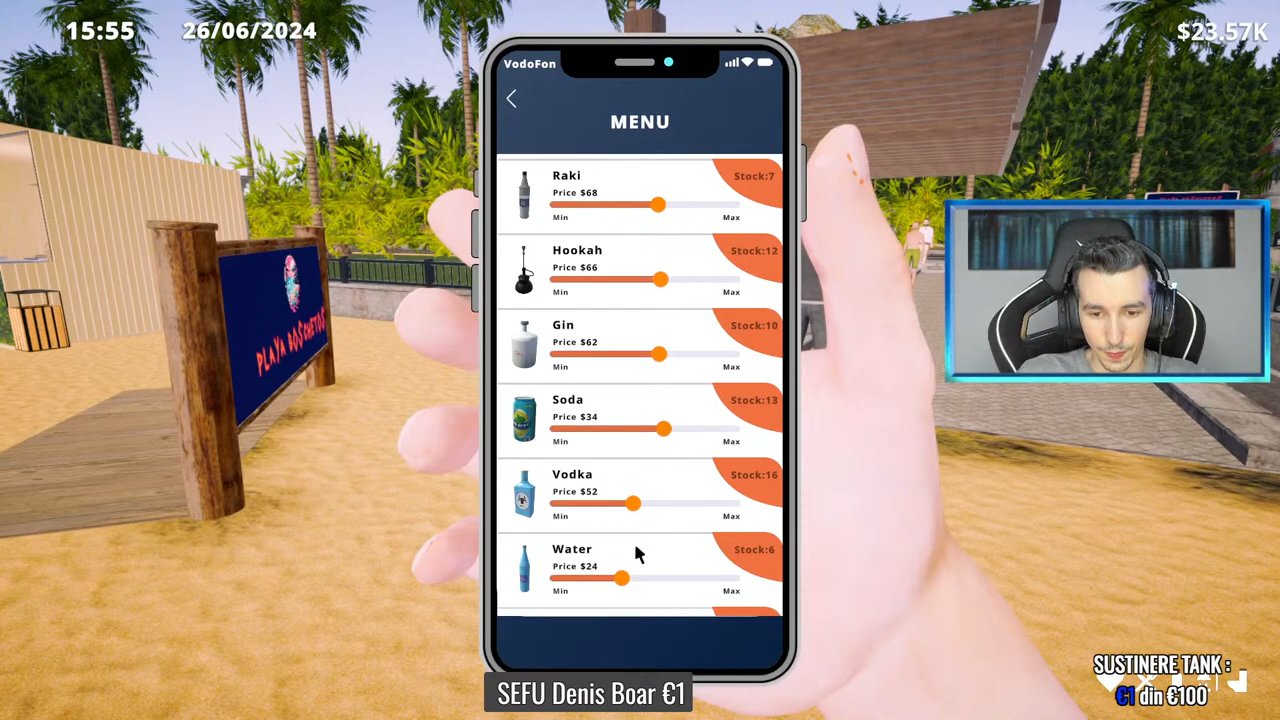 15:55 26/06/2024
$23.57K
VodoFon
MENU
Raki
Stock:7
Price $68
Min Max
Hookah
Stock:12
Price $66
Min Max
Gin
Stock:10
Price $62
Min Max
Soda
Stock:13
Price $34
Min Max
Vodka
Stock:16
Price $52
Min Max
Water
Stock:6
Price $24
Min Max
PLAYA DOSCHETOS
SUSTINERE TANK :
€1 din €100
SEFU Denis Boar €1